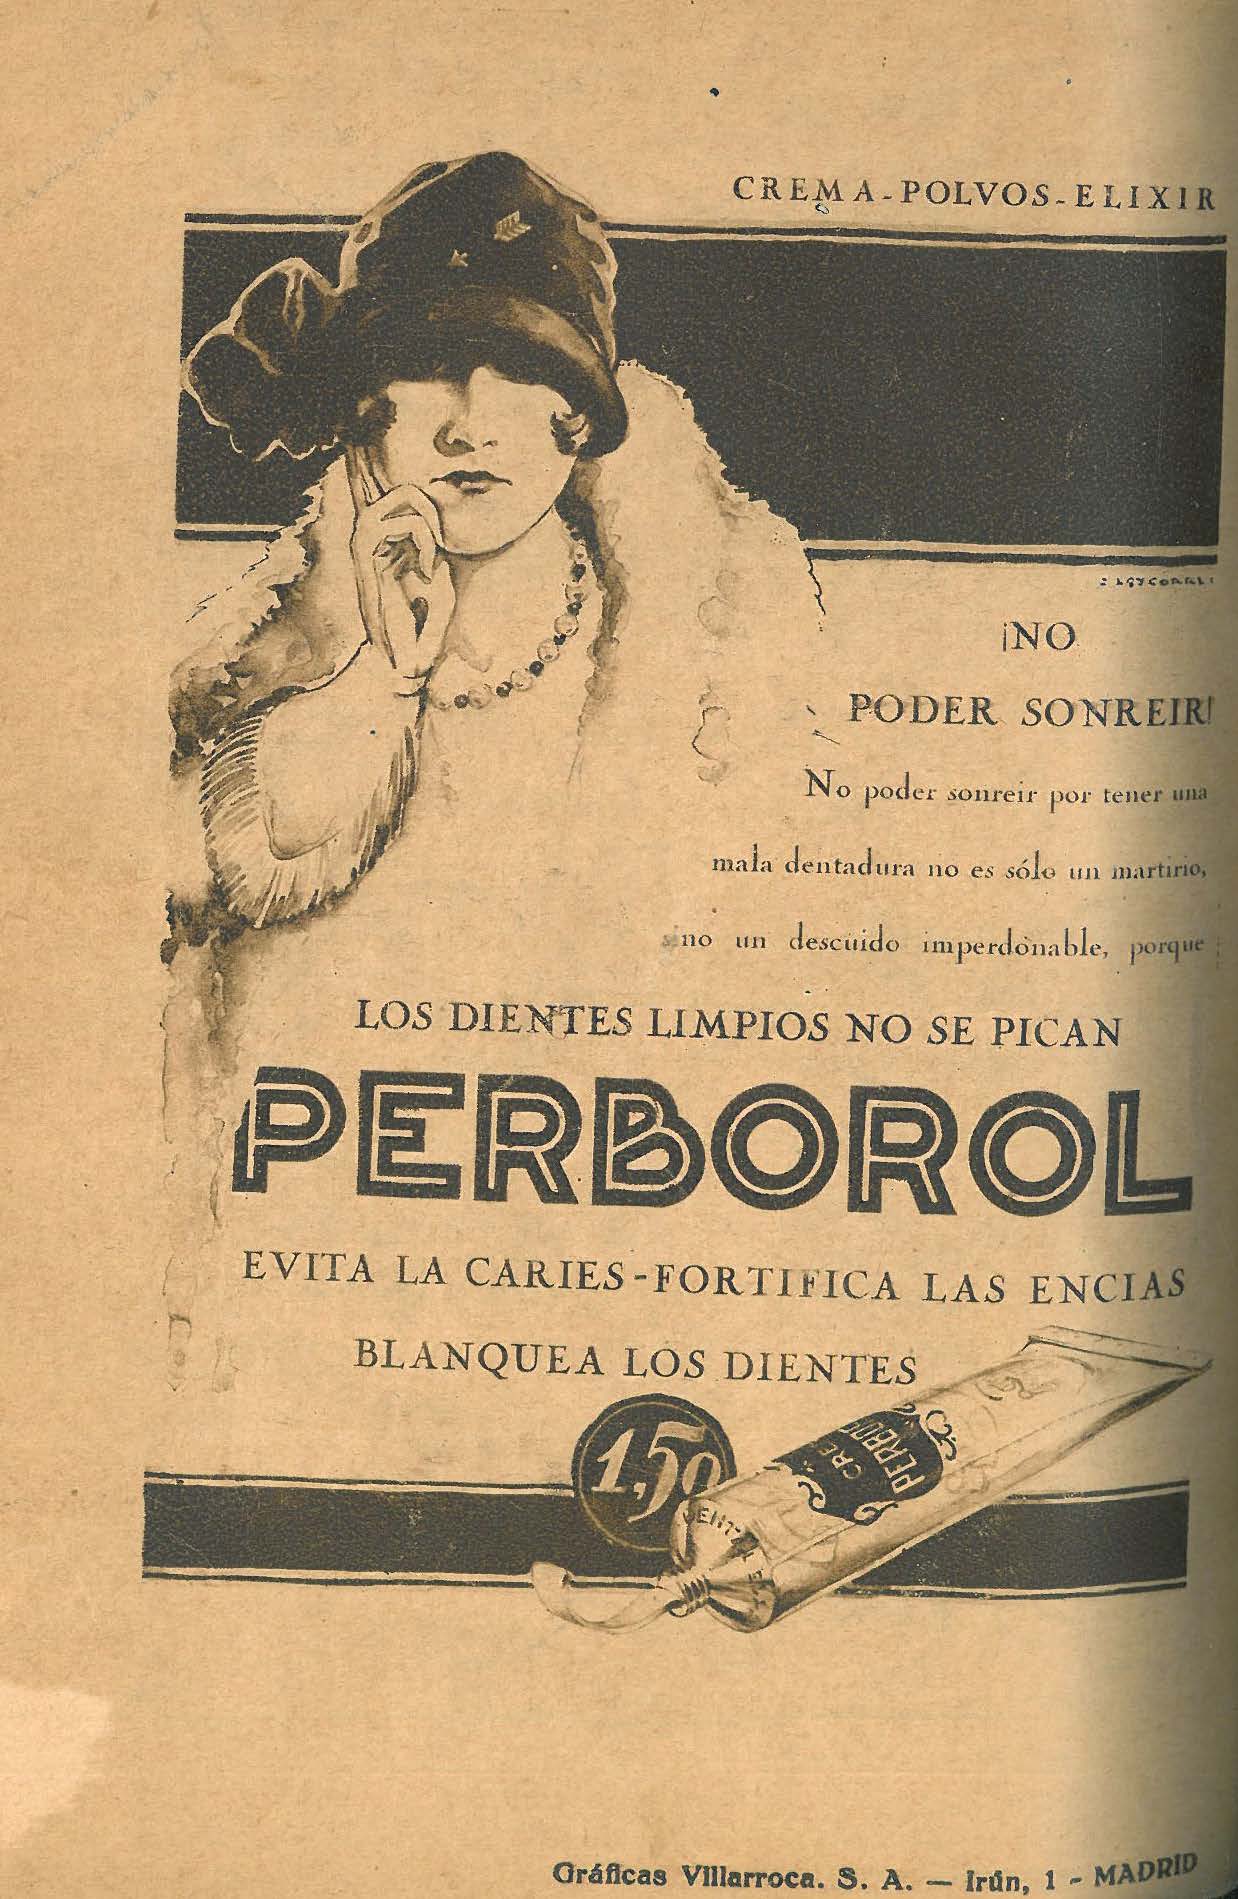 CREMA-POLVOS-ELIXIR
¡NO
PODER SONREIR!
No poder sonreir por tener una
mala dentadura no es sólo un martirio,
sino un descuido imperdonable, porque
LOS DIENTES LIMPIOS NO SE PICAN
PERBOROL
EVITA LA CARIES-FORTIFICA LAS ENCIAS
BLANQUEA LOS DIENTES
1,50
Gráficas Villarroca. S. A. — Irún, 1 - MADRID